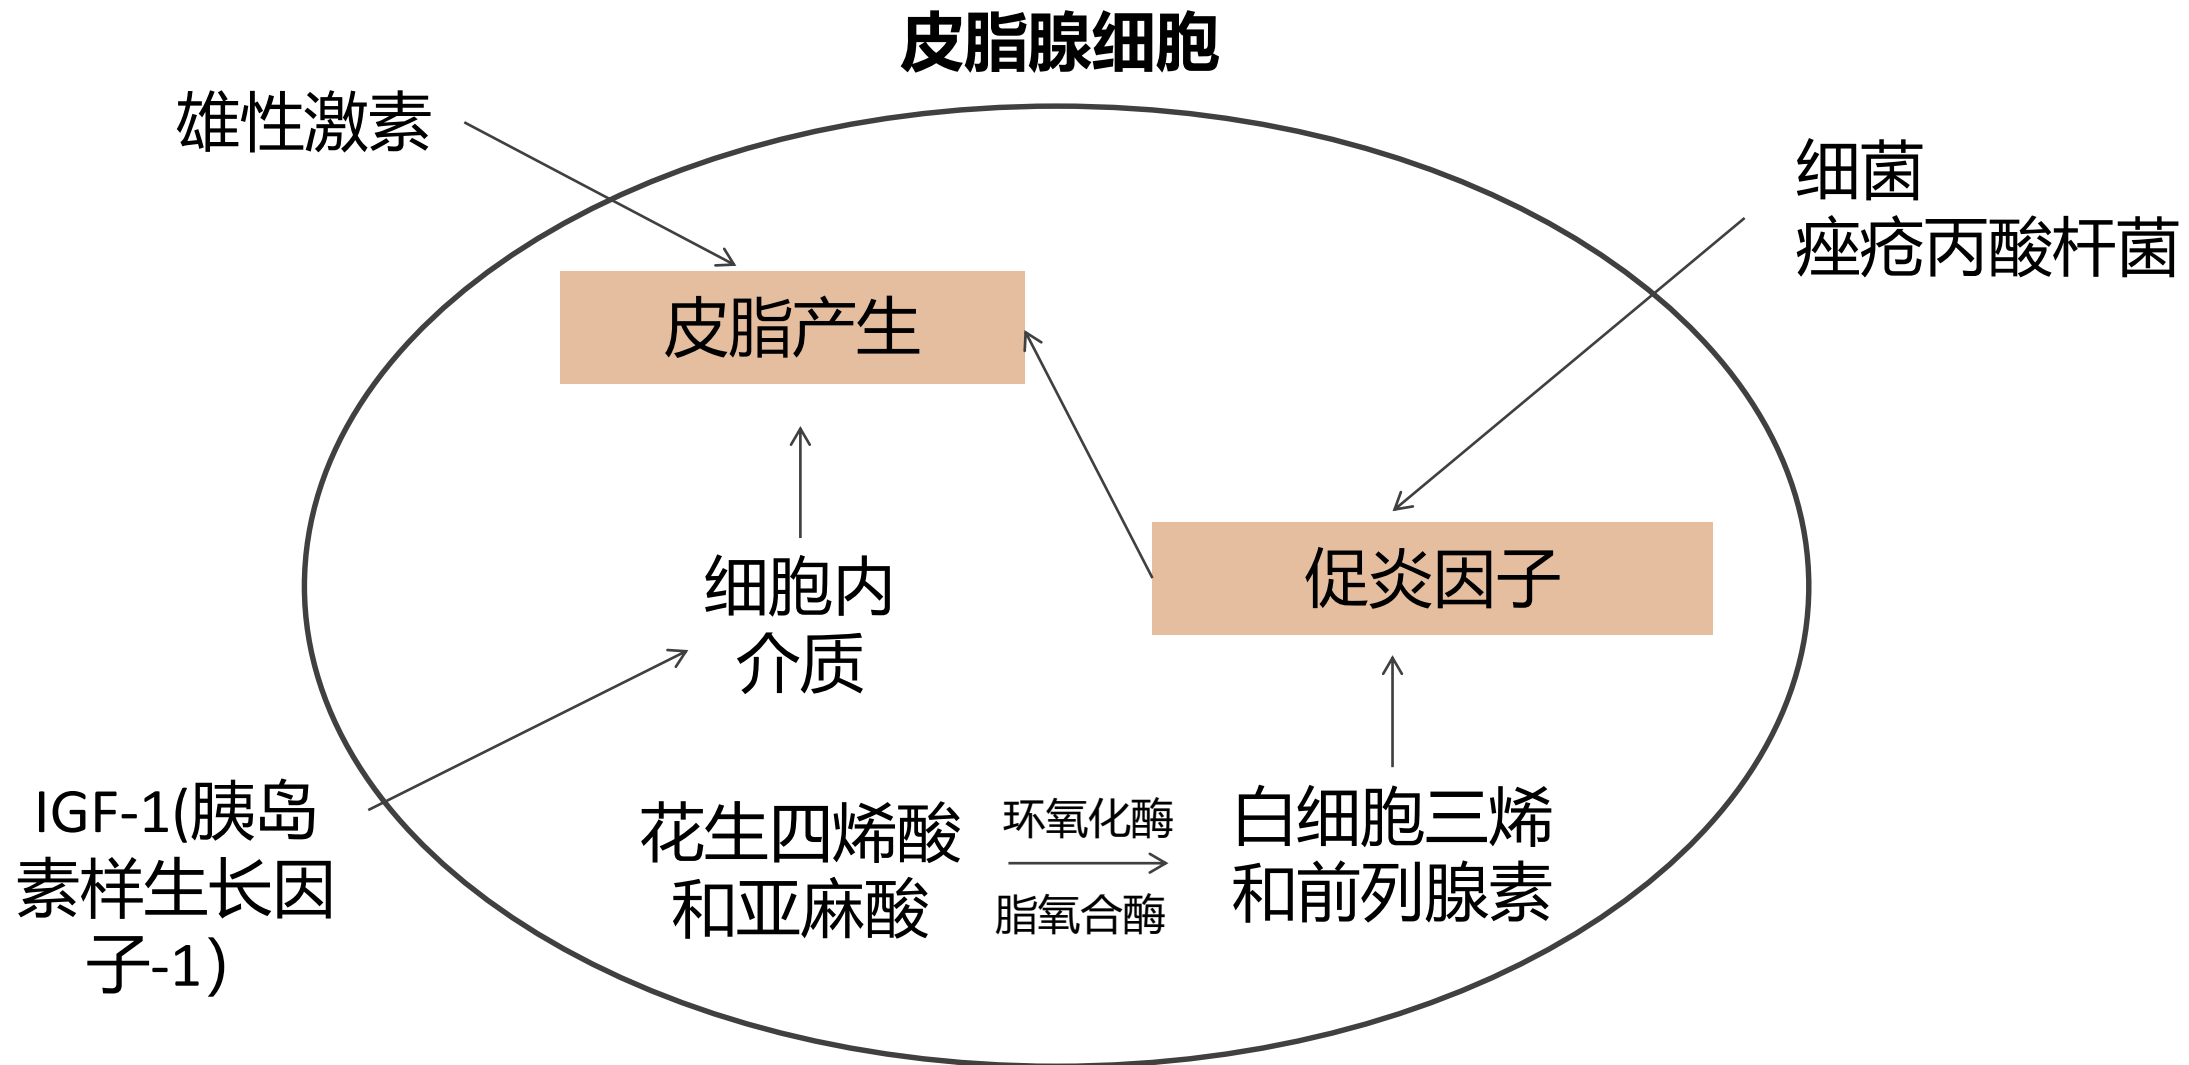 皮脂腺细胞
雄性激素
细菌
痤疮丙酸杆菌
皮脂产生
促炎因子
细胞内
介质
IGF-1(胰岛
素样生长因
子-1)
花生四烯酸
和亚麻酸
环氧化酶
脂氧合酶
白细胞三烯
和前列腺素